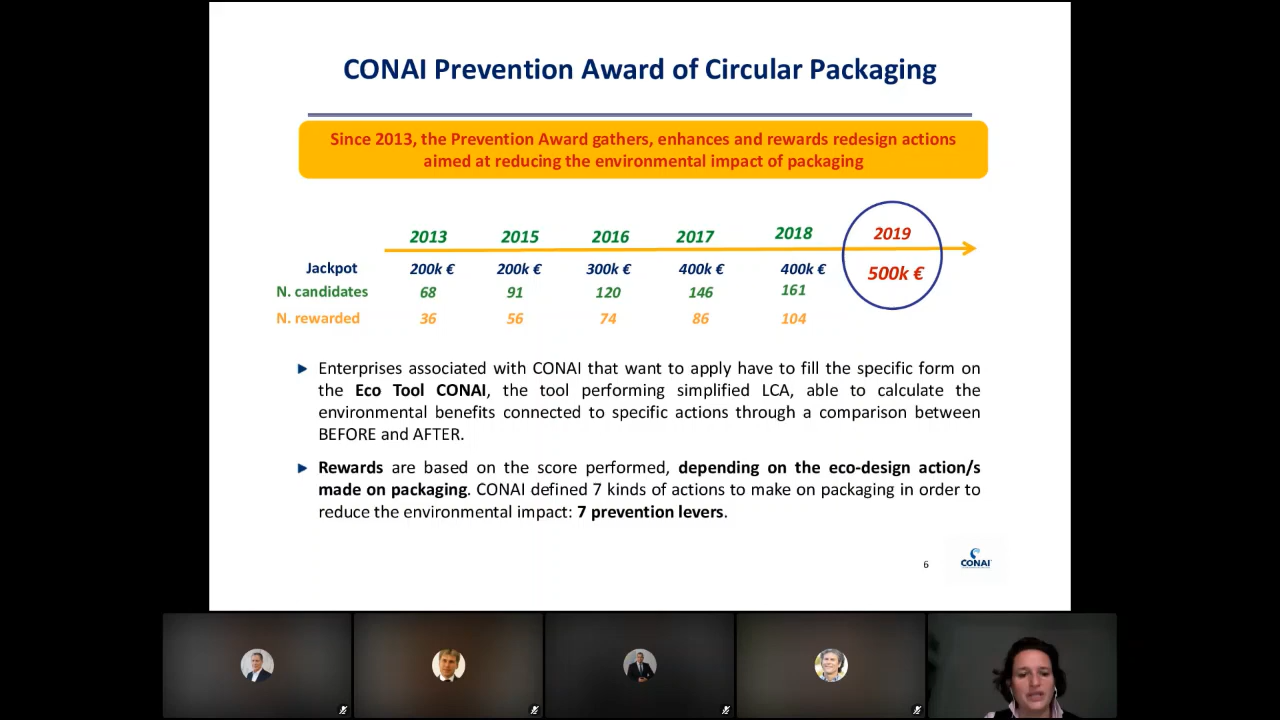 CONAI Prevention Award of Circular Packaging
Since 2013, the Prevention Award gathers, enhances and rewards redesign actions
aimed at reducing the environmental impact of packaging
2013 2015 2016 2017 2018 2019
Jackpot 200k € 200k € 300k € 400k € 400k € 500k €
N. candidates 68 91 120 146 161
N. rewarded 36 56 74 86 104
Enterprises associated with CONAI that want to apply have to fill the specific form on
the Eco Tool CONAI, the tool performing simplified LCA, able to calculate the
environmental benefits connected to specific actions through a comparison between
BEFORE and AFTER.
Rewards are based on the score performed, depending on the eco-design action/s
made on packaging. CONAI defined 7 kinds of actions to make on packaging in order to
reduce the environmental impact: 7 prevention levers.
6
CONAI